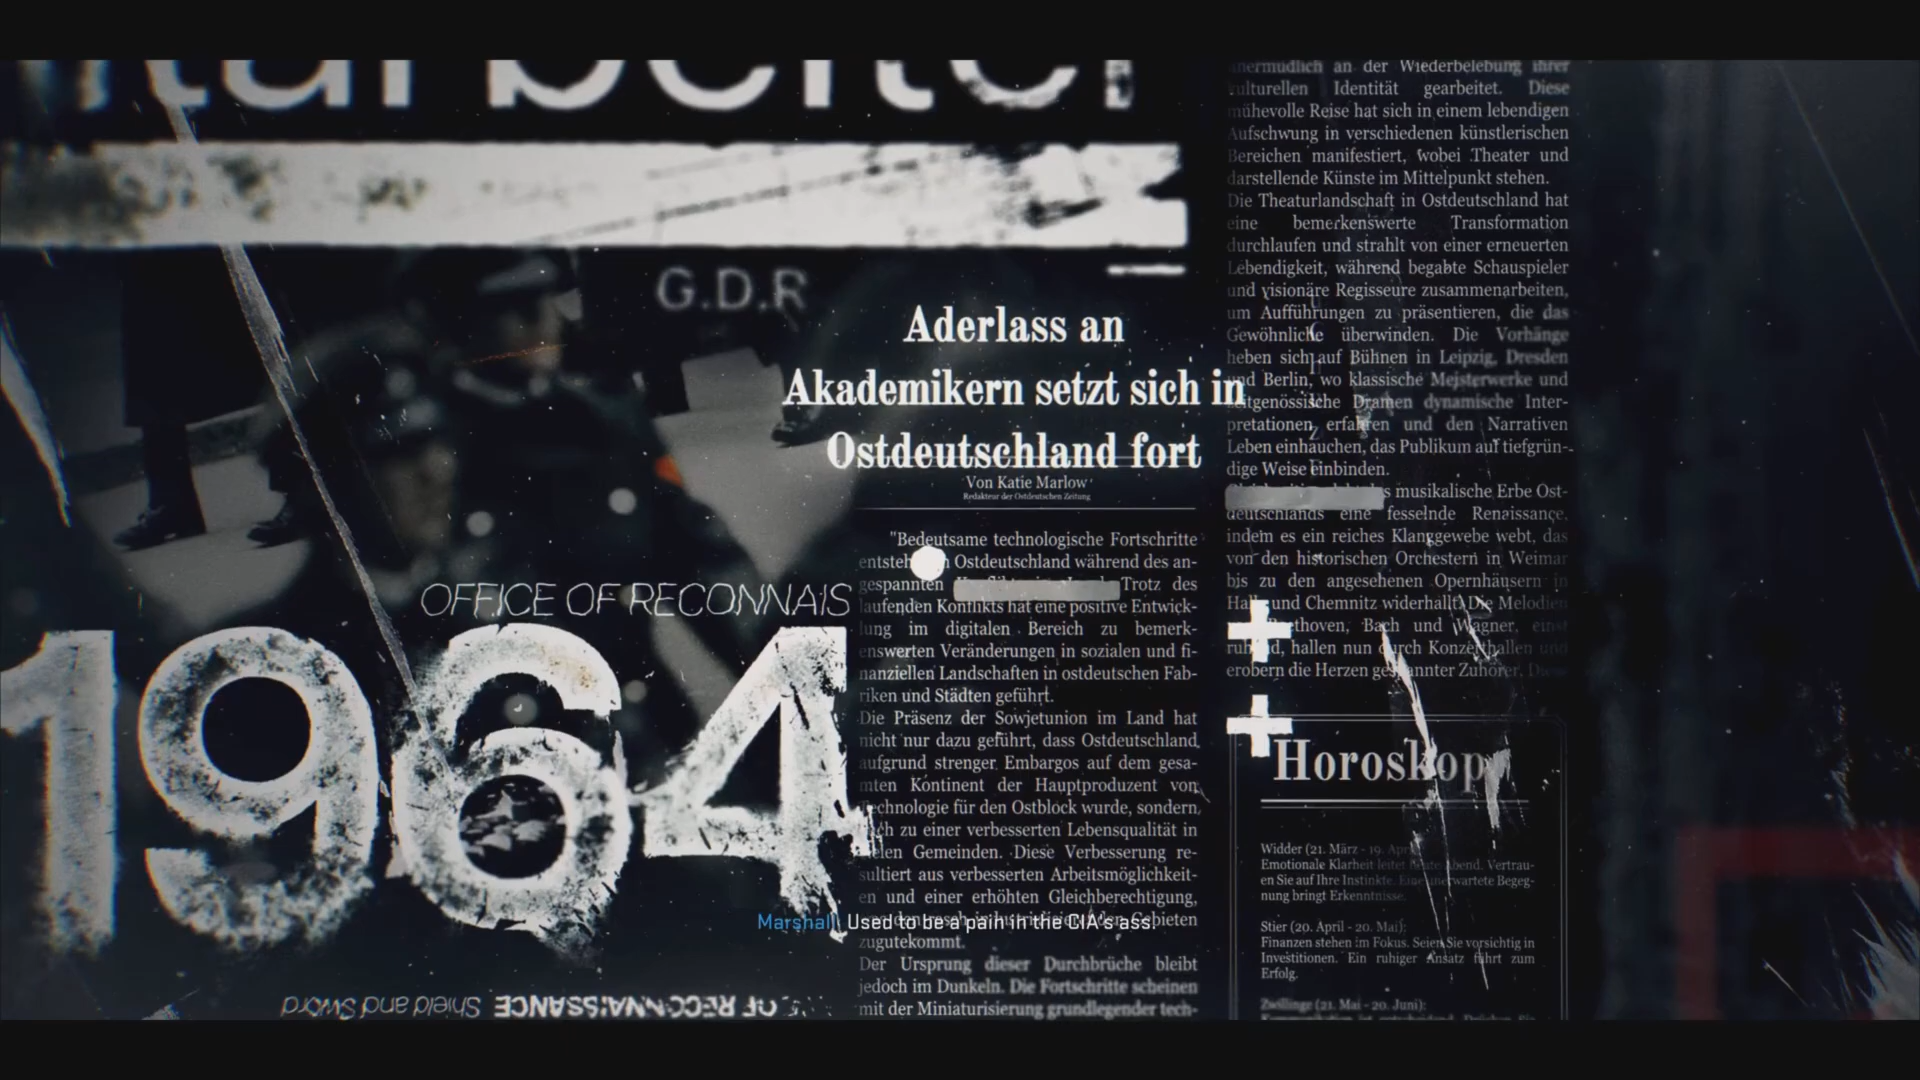 G.D.R
Aderlass an
Akademikern setzt sich in
Ostdeutschland fort
Von Katie Marlow
Redakteur der Ostdeutschen Zeitung
"Bedeutsame technologische Fortschritte
Ostdeutschland während des an-
gespannten Trotz des
laufenden Konflikts hat eine positive Entwick-
lung im digitalen Bereich zu bemerk-
enswerten Veränderungen in sozialen und fi-
nanziellen Landschaften in ostdeutschen Fab-
riken und Städten geführt.
Die Präsenz der Sowjetunion im Land hat
nicht nur dazu geführt, dass Ostdeutschland
aufgrund strenger Embargos auf dem gesa-
mten Kontinent der Hauptproduzent von
technologie für den Ostblock wurde, sondern
zu einer verbesserten Lebensqualität in
Gemeinden. Diese Verbesserung re-
sultiert aus verbesserten Arbeitsmöglichkeit-
en und einer erhöhten Gleichberechtigung,
Gebieten
zugutekommt.
Der Ursprung dieser Durchbrüche bleibt
jedoch im Dunkeln. Die Fortschritte scheinen
mit der Miniaturisierung grundlegender tech-
unermüdlich an der Wiederbelebung ihrer
kulturellen Identität gearbeitet. Diese
mühevolle Reise hat sich in einem lebendigen
Aufschwung in verschiedenen künstlerischen
Bereichen manifestiert, wobei Theater und
darstellende Künste im Mittelpunkt stehen.
Die Theaturlandschaft in Ostdeutschland hat
eine bemerkenswerte Transformation
durchlaufen und strahlt von einer erneuerten
Lebendigkeit, während begabte Schauspieler
und visionäre Regisseure zusammenarbeiten,
um Aufführungen zu präsentieren, die das
Gewöhnliche überwinden. Die Vorhänge
heben sich auf Bühnen in Leipzig, Dresden
und Berlin, wo klassische Meisterwerke und
zeitgenössische Dramen dynamische Inter-
pretationen erfahren und den Narrativen
Leben einhauchen, das Publikum auf tiefgrün-
dige Weise einbinden.
musikalische Erbe Ost-
deutschlands eine fesselnde Renaissance,
indem es ein reiches Klanggewebe webt, das
von den historischen Orchestern in Weimar
bis zu den angesehenen Opernhäusern in
und Chemnitz widerhallt. Die Melodien
Bach und Wagner, einst
hallen nun durch Konzerthallen und
erobern die Herzen gespannter Zuhörer. Diese
Horoskop
Widder (21. März - 19. April)
Emotionale Klarheit leitet heute Abend. Vertrau-
en Sie auf Ihre Instinkte. Eine unerwartete Begeg-
nung bringt Erkenntnisse.
Stier (20. April - 20. Mai):
Finanzen stehen im Fokus. Seien Sie vorsichtig in
Investitionen. Ein ruhiger Ansatz führt zum
Erfolg.
Zwillinge (21. Mai - 20. Juni):
OFFICE OF RECONNAIS
1964
OF RECONNAISSANCE Shield and Sword
Marshall: Used to be a pain in the CIA's ass.